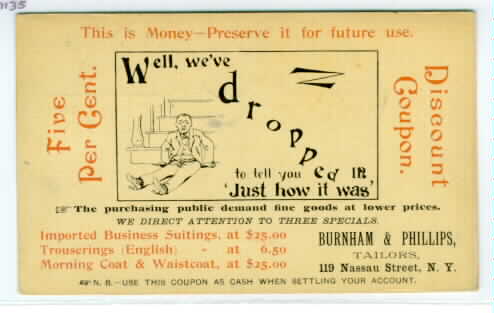 m35
This is Money—Preserve it for future use.
Five
Per Cent.
Well, we've
dropped IN
to tell you
'Just how it was'
Discount
Coupon.
☞ The purchasing public demand fine goods at lower prices.
WE DIRECT ATTENTION TO THREE SPECIALS.
Imported Business Suitings, at $25.00
Trouserings (English) - at 6.50
Morning Coat & Waistcoat, at $25.00
BURNHAM & PHILLIPS,
TAILORS,
119 Nassau Street, N. Y.
☞ N. B.—USE THIS COUPON AS CASH WHEN SETTLING YOUR ACCOUNT.